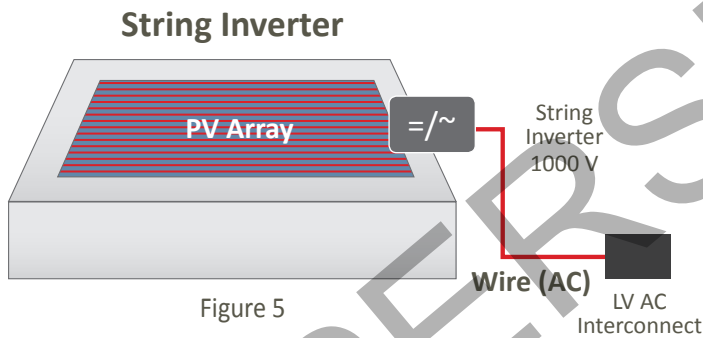 String Inverter
PV Array
=/~
String
Inverter
1000 V
Wire (AC)
LV AC
Interconnect
Figure 5